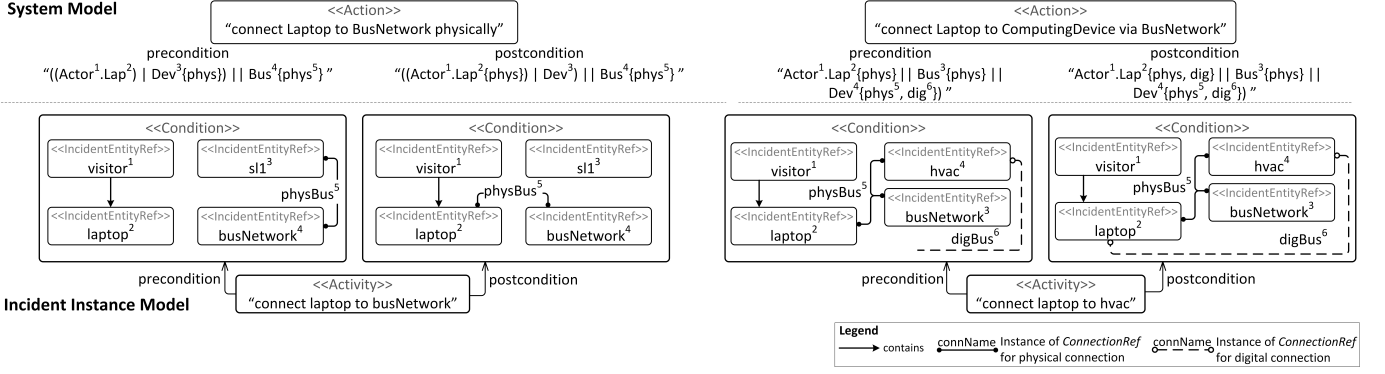 System Model
<<Action>>
“connect Laptop to BusNetwork physically”
precondition
postcondition
“((Actor¹.Lap²) | Dev³{phys}) || Bus⁴{phys⁵} ”
“((Actor¹.Lap²{phys}) | Dev³) || Bus⁴{phys⁵} ”
<<Action>>
“connect Laptop to ComputingDevice via BusNetwork”
precondition
postcondition
“Actor¹.Lap²{phys} || Bus³{phys} ||
Dev⁴{phys⁵, dig⁶}) ”
“Actor¹.Lap²{phys, dig} || Bus³{phys} ||
Dev⁴{phys⁵, dig⁶}) ”
<<Condition>>
<<IncidentEntityRef>>
visitor¹
<<IncidentEntityRef>>
sl1³
physBus⁵
<<IncidentEntityRef>>
laptop²
<<IncidentEntityRef>>
busNetwork⁴
<<Condition>>
<<IncidentEntityRef>>
visitor¹
<<IncidentEntityRef>>
sl1³
physBus⁵
<<IncidentEntityRef>>
laptop²
<<IncidentEntityRef>>
busNetwork⁴
<<Condition>>
<<IncidentEntityRef>>
visitor¹
<<IncidentEntityRef>>
hvac⁴
physBus⁵
<<IncidentEntityRef>>
busNetwork³
<<IncidentEntityRef>>
laptop²
digBus⁶
<<Condition>>
<<IncidentEntityRef>>
visitor¹
<<IncidentEntityRef>>
hvac⁴
physBus⁵
<<IncidentEntityRef>>
busNetwork³
<<IncidentEntityRef>>
laptop²
digBus⁶
precondition
postcondition
<<Activity>>
“connect laptop to busNetwork”
precondition
postcondition
<<Activity>>
“connect laptop to hvac”
Incident Instance Model
Legend
contains
connName
Instance of ConnectionRef
for physical connection
connName
Instance of ConnectionRef
for digital connection